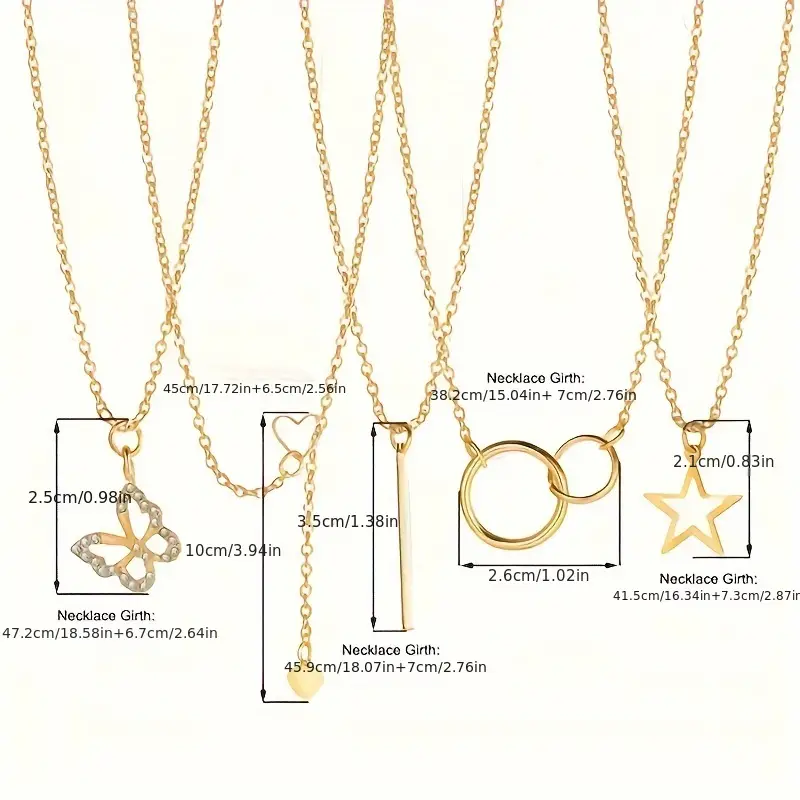 45cm/17.72in+6.5cm/2.56in
Necklace Girth:
38.2cm/15.04in+ 7cm/2.76in
2.5cm/0.98in
10cm/3.94in
3.5cm/1.38in
2.6cm/1.02in
2.1cm/0.83in
Necklace Girth:
47.2cm/18.58in+6.7cm/2.64in
Necklace Girth:
45.9cm/18.07in+7cm/2.76in
Necklace Girth:
41.5cm/16.34in+7.3cm/2.87in